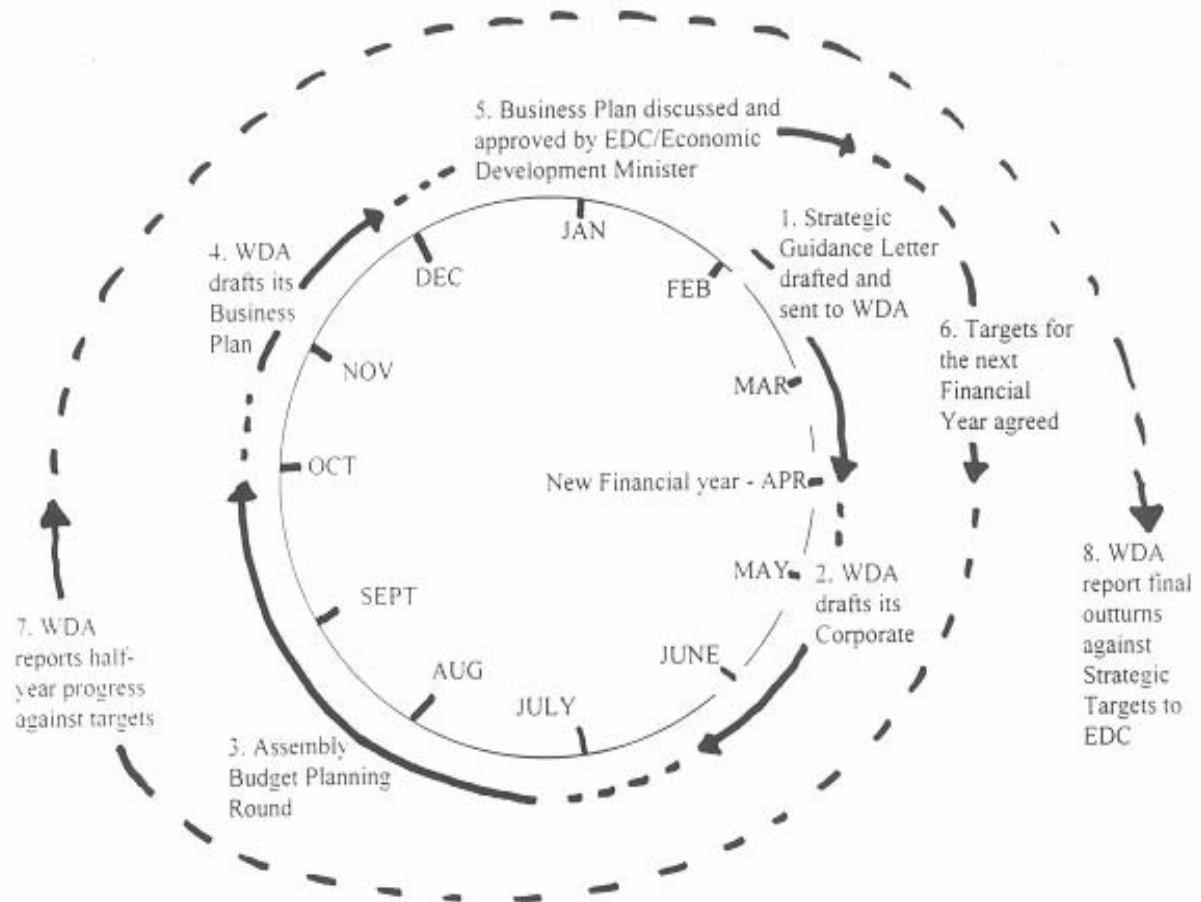 5. Business Plan discussed and
approved by EDC/Economic
Development Minister
1. Strategic
Guidance Letter
drafted and
sent to WDA
4. WDA
drafts its
Business
Plan
JAN
DEC
FEB
6. Targets for
the next
Financial
Year agreed
NOV
MAR
OCT
New Financial year - APR
MAY
2. WDA
drafts its
Corporate
8. WDA
report final
outturns
against
Strategic
Targets to
EDC
SEPT
7. WDA
reports half-
year progress
against targets
JUNE
AUG
JULY
3. Assembly
Budget Planning
Round